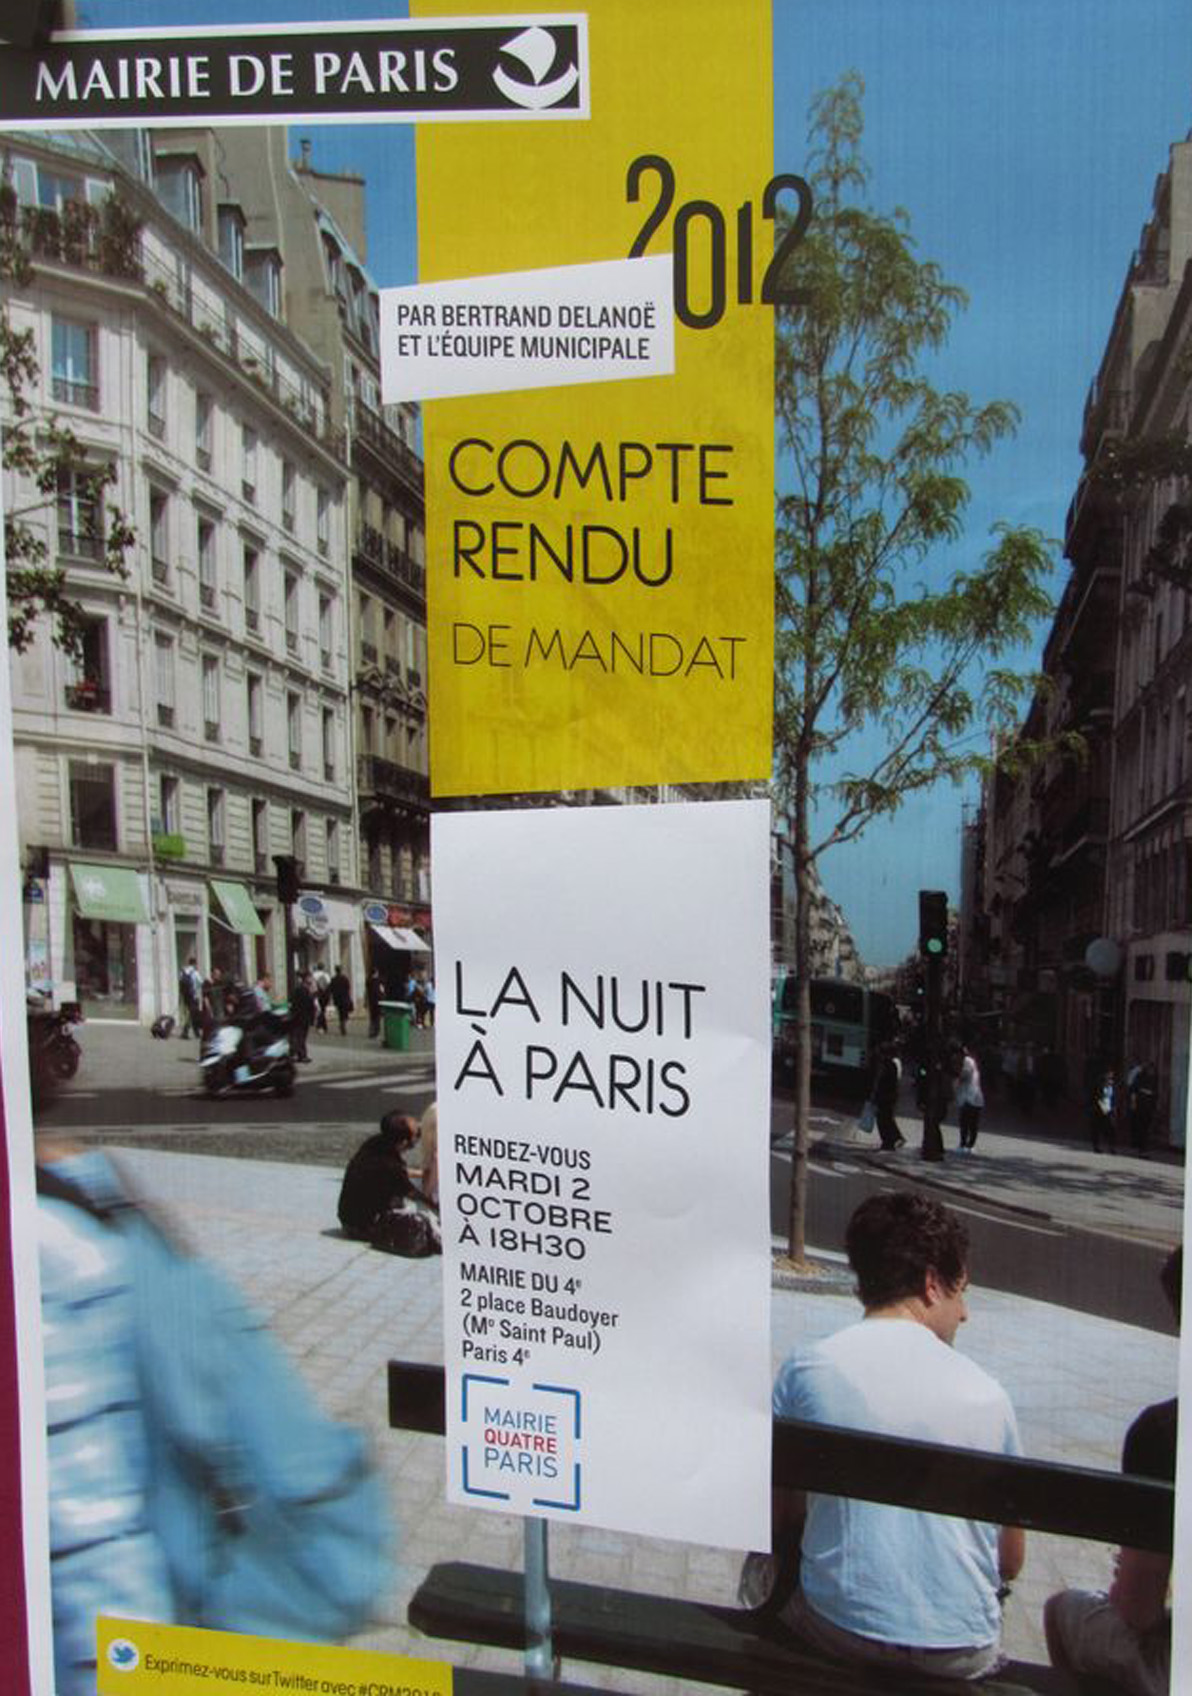 MAIRIE DE PARIS
2012
PAR BERTRAND DELANOË
ET L'ÉQUIPE MUNICIPALE
COMPTE
RENDU
DE MANDAT
LA NUIT
À PARIS
RENDEZ-VOUS
MARDI 2
OCTOBRE
À 18H30
MAIRIE DU 4e
2 place Baudoyer
(Mo Saint Paul)
Paris 4e
MAIRIE
QUATRE
PARIS
Exprimez-vous sur Twitter avec #CRM2012